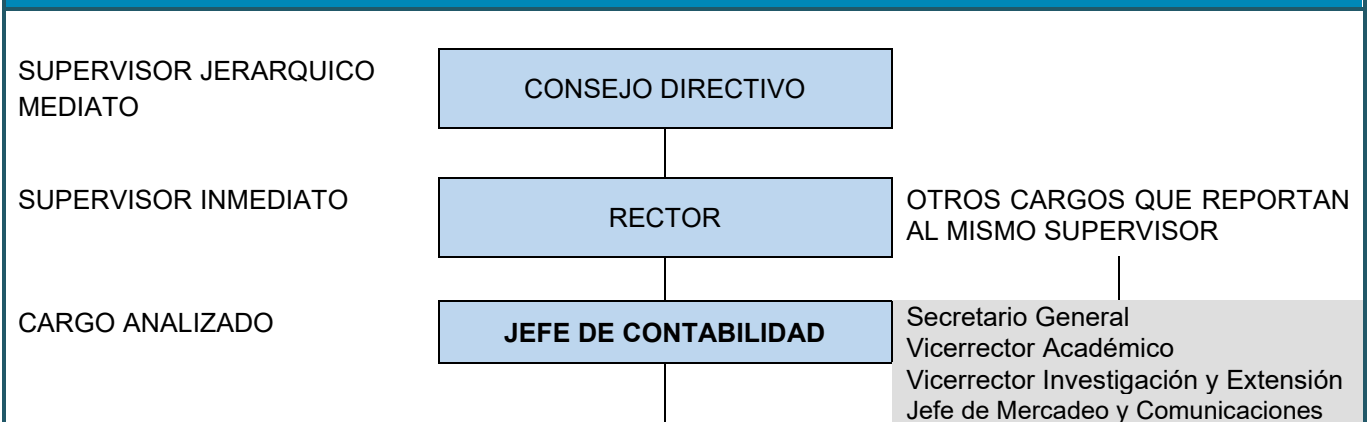 SUPERVISOR JERARQUICO
MEDIATO
CONSEJO DIRECTIVO
SUPERVISOR INMEDIATO
RECTOR
OTROS CARGOS QUE REPORTAN
AL MISMO SUPERVISOR
CARGO ANALIZADO
JEFE DE CONTABILIDAD
Secretario General
Vicerrector Académico
Vicerrector Investigación y Extensión
Jefe de Mercadeo y Comunicaciones